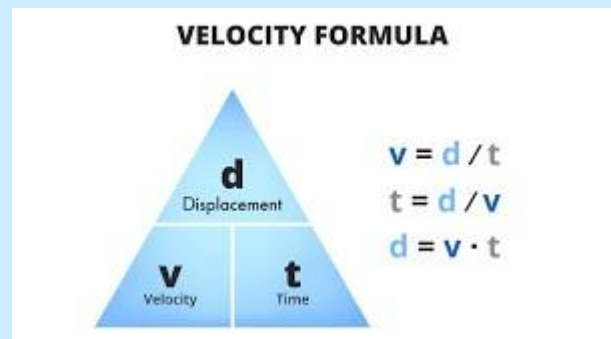 VELOCITY FORMULA
d
Displacement
v
Velocity
t
Time
v = d / t
t = d / v
d = v · t